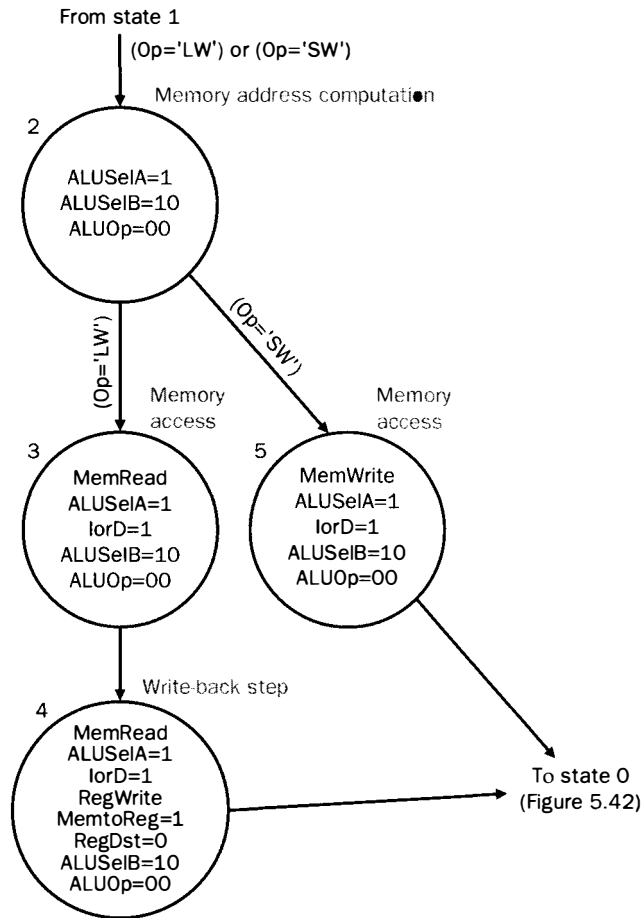 From state 1
(Op='LW') or (Op='SW')
Memory address computation
2
ALUSelA=1
ALUSelB=10
ALUOp=00
(Op='LW')
(Op='SW')
Memory
access
3
MemRead
ALUSelA=1
IorD=1
ALUSelB=10
ALUOp=00
Memory
access
5
MemWrite
ALUSelA=1
IorD=1
ALUSelB=10
ALUOp=00
Write-back step
4
MemRead
ALUSelA=1
IorD=1
RegWrite
MemtoReg=1
RegDst=0
ALUSelB=10
ALUOp=00
To state 0
(Figure 5.42)